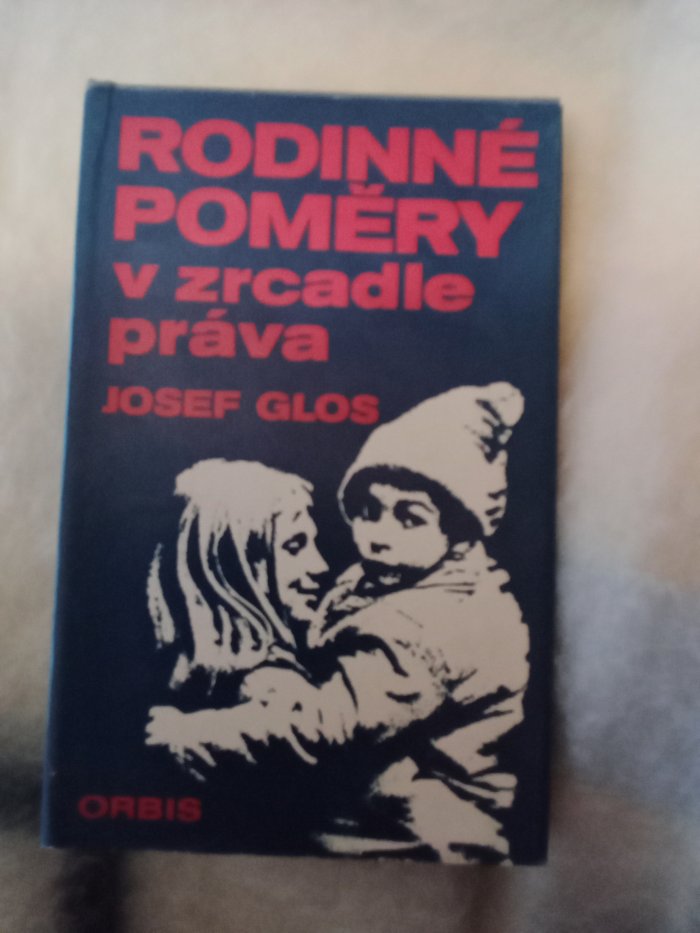 RODINNÉ
POMĚRY
v zrcadle
práva
JOSEF GLOS
ORBIS